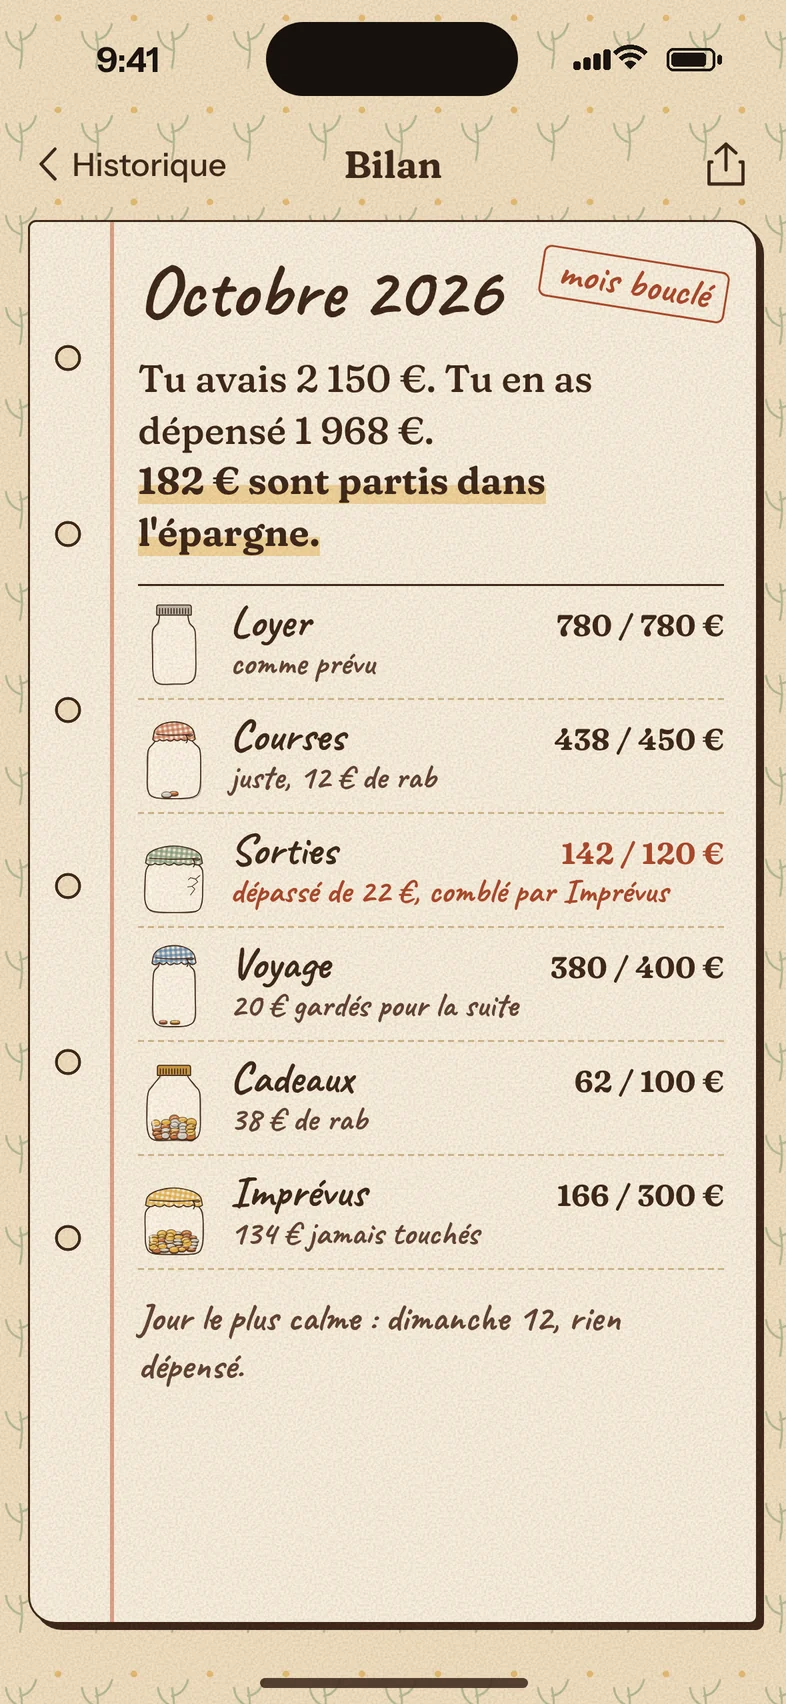 9:41
Historique
Bilan
Octobre 2026
mois bouclé
Tu avais 2 150 €. Tu en as
dépensé 1 968 €.
182 € sont partis dans
l'épargne.
Loyer
780 / 780 €
comme prévu
Courses
438 / 450 €
juste, 12 € de rab
Sorties
142 / 120 €
dépassé de 22 €, comblé par Imprévus
Voyage
380 / 400 €
20 € gardés pour la suite
Cadeaux
62 / 100 €
38 € de rab
Imprévus
166 / 300 €
134 € jamais touchés
Jour le plus calme : dimanche 12, rien
dépensé.